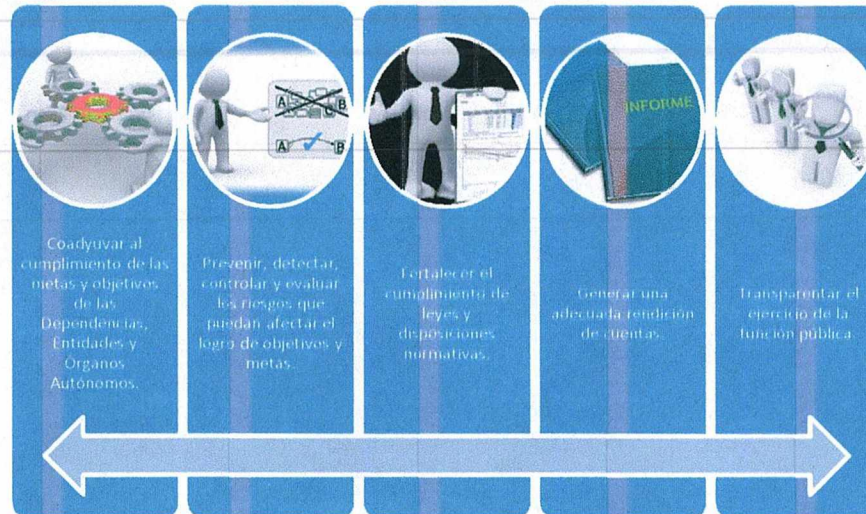 A
B
C
A
B
INFORME
Coadyuvar al
cumplimiento de las
metas y objetivos
de las
Dependencias,
Entidades y
Órganos
Autónomos.
Prevenir, detectar,
controlar y evaluar
los riesgos que
puedan afectar el
logro de objetivos y
metas.
Fortalecer el
cumplimiento de
leyes y
disposiciones
normativas.
Generar una
adecuada rendición
de cuentas.
Transparentar el
ejercicio de la
función pública.